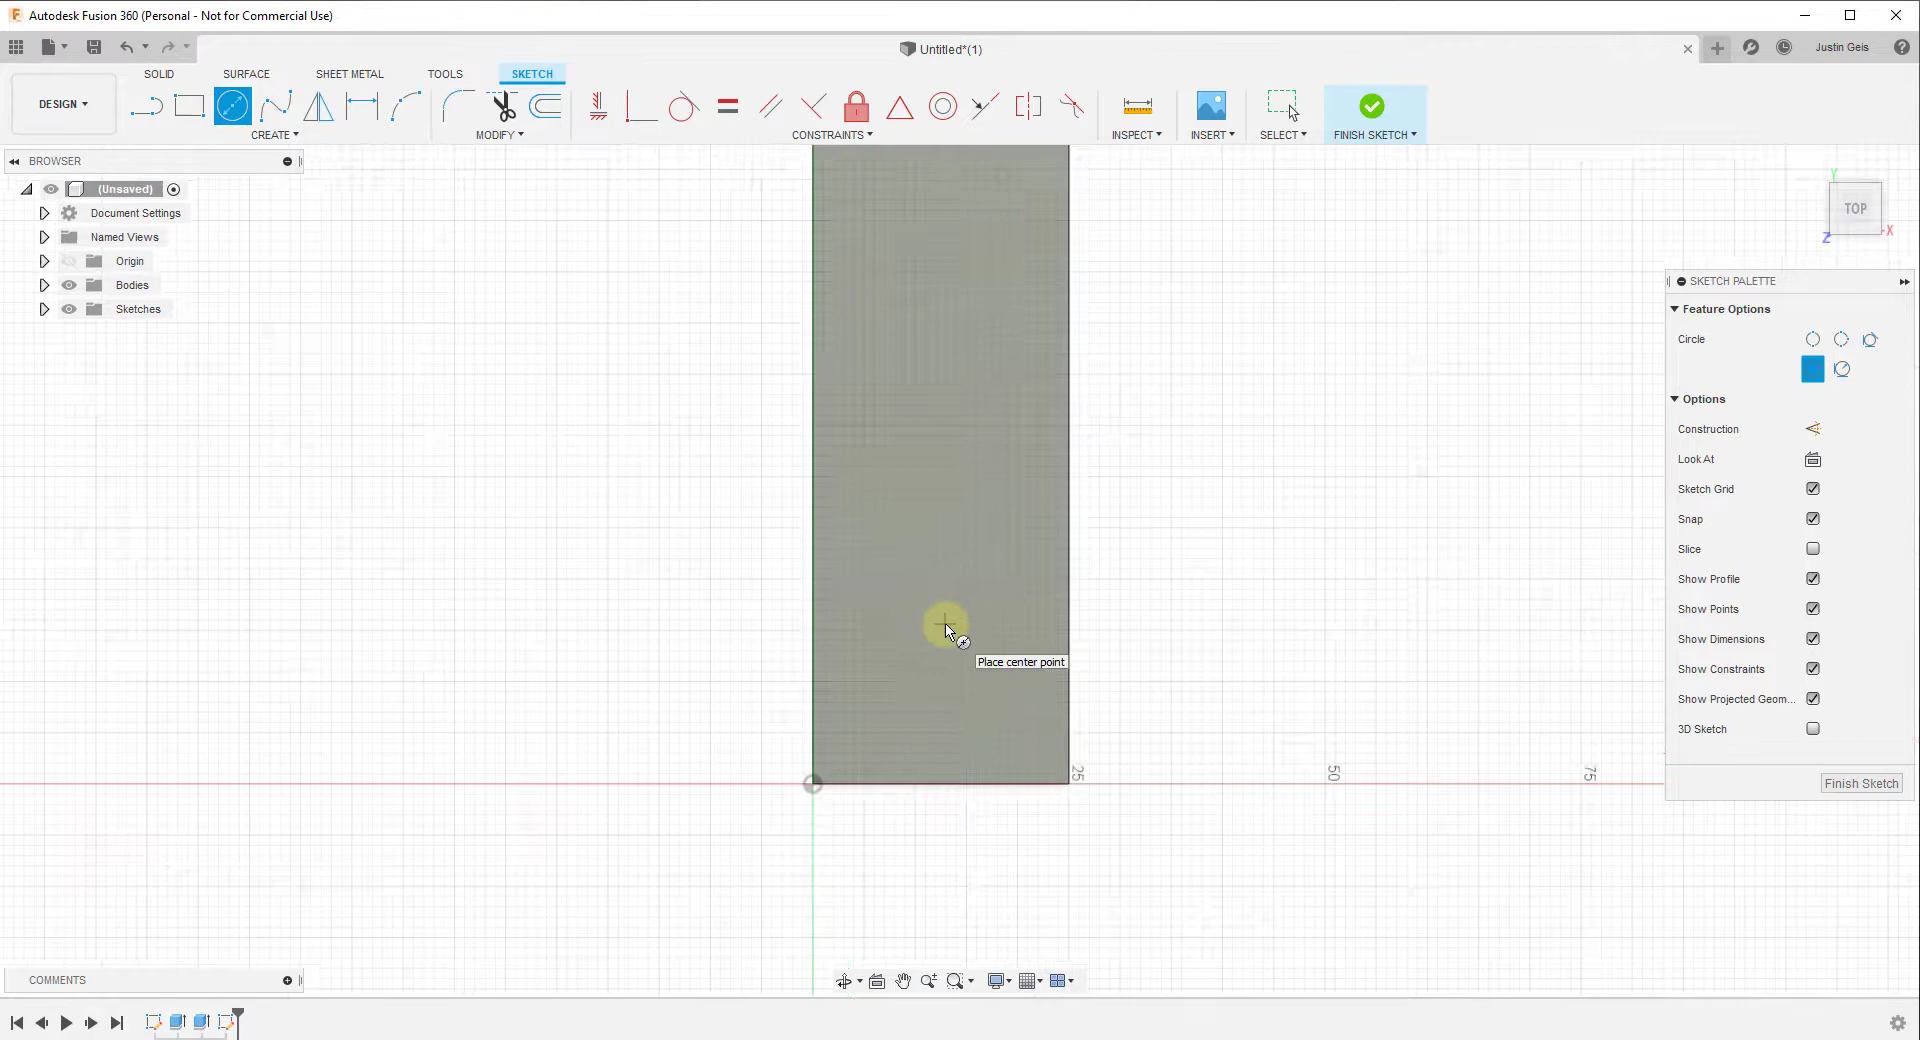 Autodesk Fusion 360 (Personal - Not for Commercial Use)
Untitled*(1)
Justin Geis
DESIGN
SOLID
SURFACE
SHEET METAL
TOOLS
SKETCH
CREATE
MODIFY
CONSTRAINTS
INSPECT
INSERT
SELECT
FINISH SKETCH
BROWSER
(Unsaved)
Document Settings
Named Views
Origin
Bodies
Sketches
Y
TOP
X
Z
SKETCH PALETTE
Feature Options
Circle
Options
Construction
Look At
Sketch Grid
Snap
Slice
Show Profile
Show Points
Show Dimensions
Show Constraints
Show Projected Geom...
3D Sketch
Finish Sketch
Place center point
25
50
75
COMMENTS